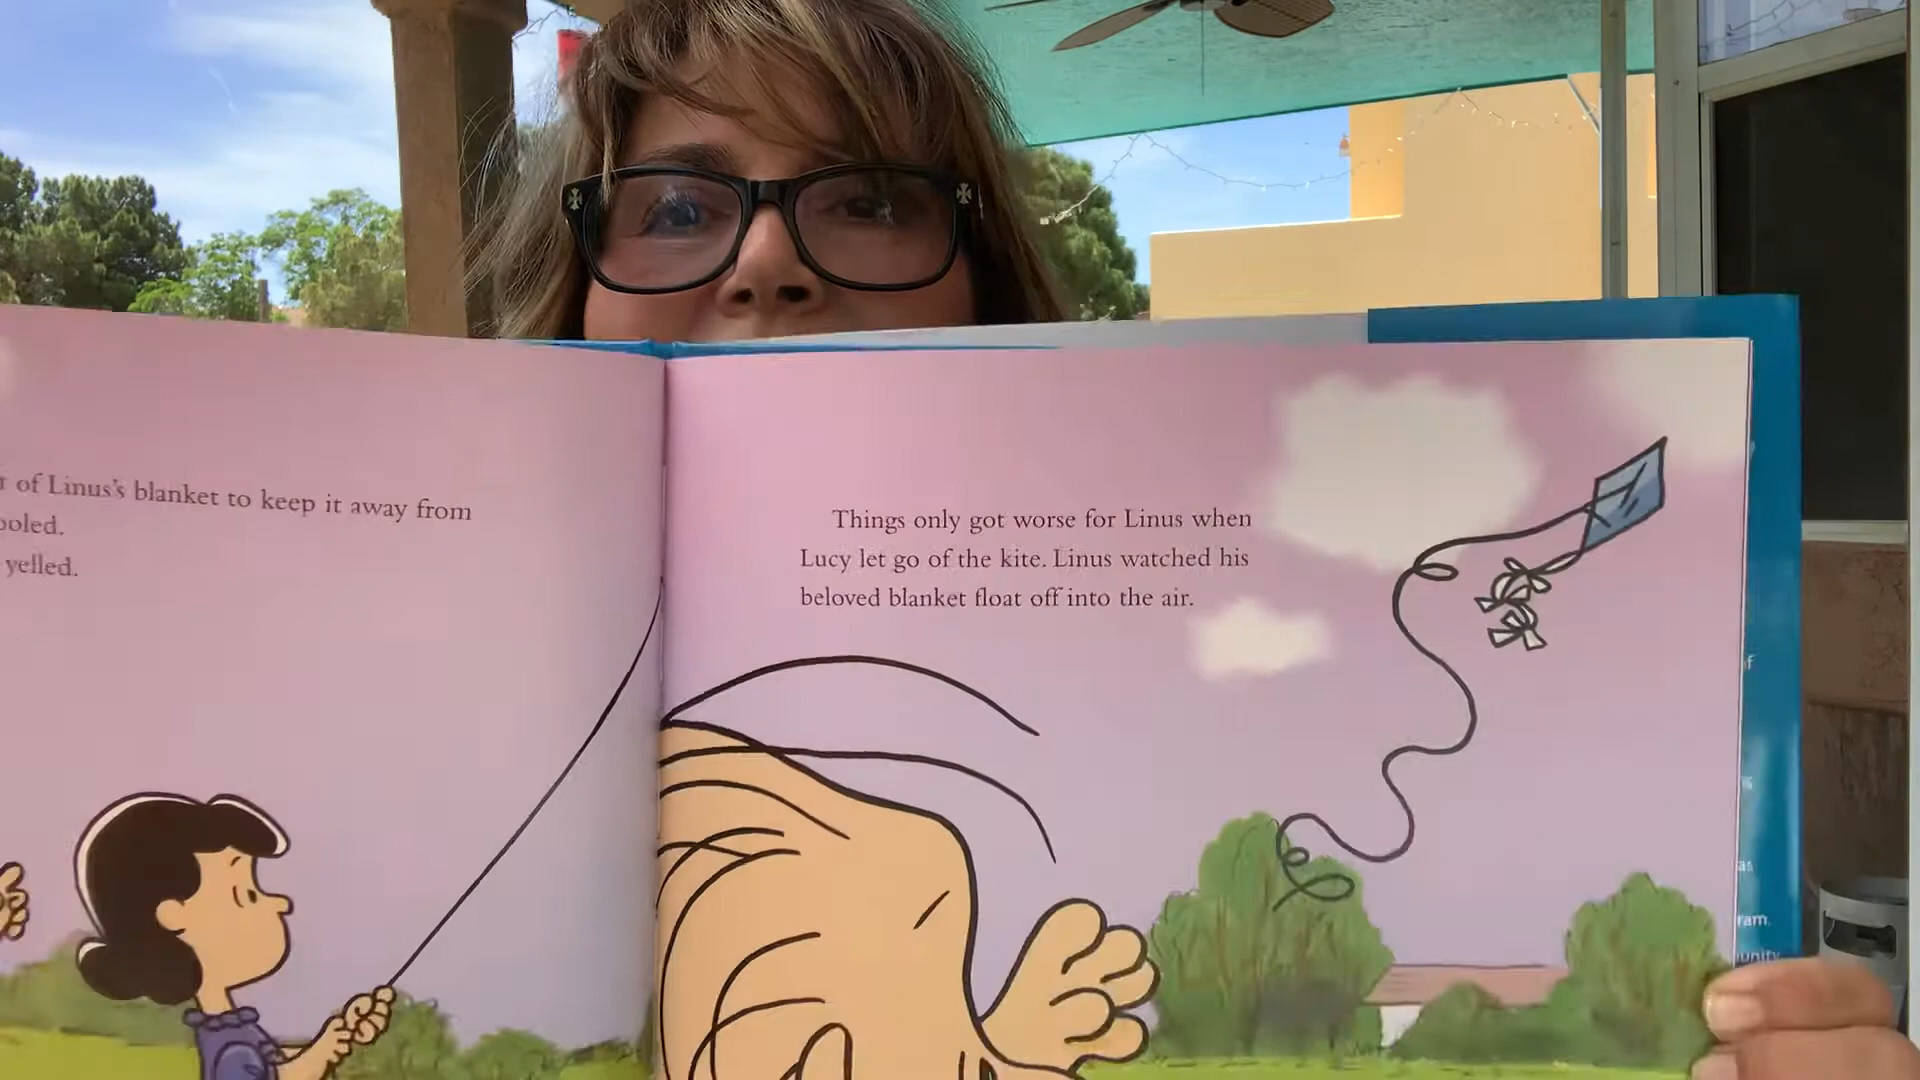 of Linus's blanket to keep it away from
yelled.
Things only got worse for Linus when
Lucy let go of the kite. Linus watched his
beloved blanket float off into the air.